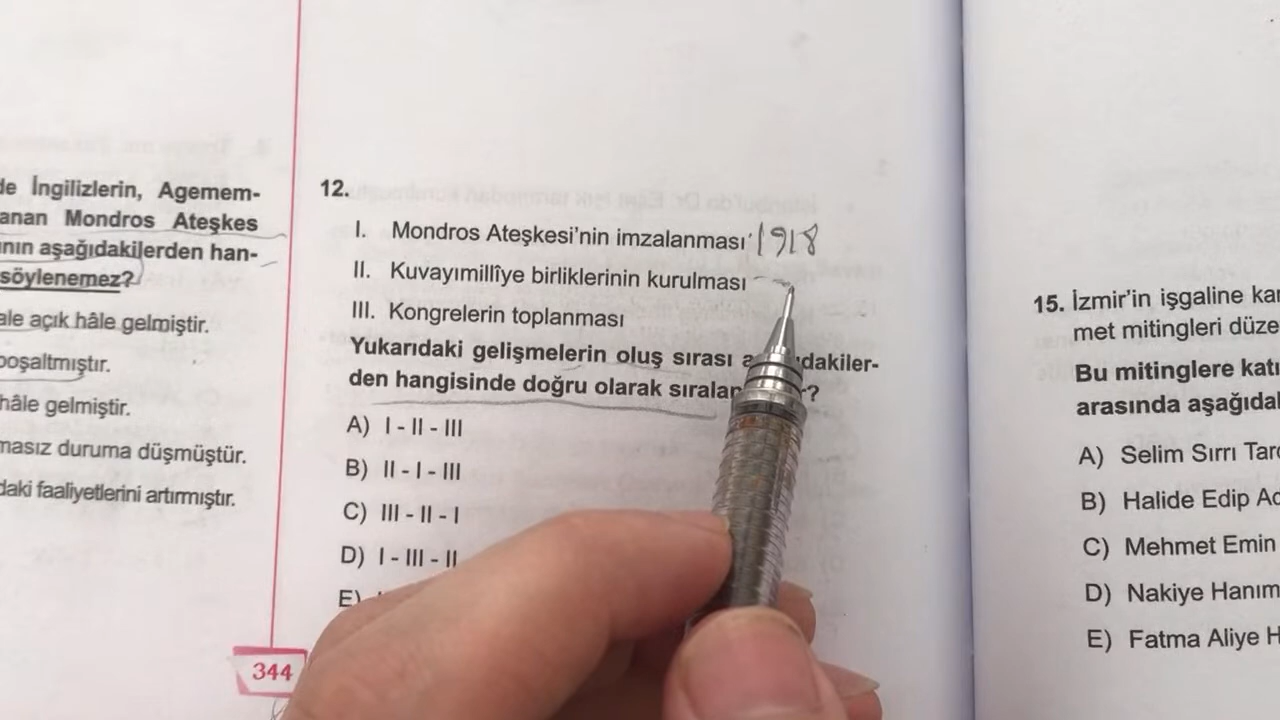 de İngilizlerin, Agemem-
anan Mondros Ateşkes
ının aşağıdakilerden han-
söylenemez?
ale açık hâle gelmiştir.
boşaltmıştır.
hâle gelmiştir.
masız duruma düşmüştür.
daki faaliyetlerini artırmıştır.
344
12.
I. Mondros Ateşkesi'nin imzalanması 1918
II. Kuvayımillîye birliklerinin kurulması
III. Kongrelerin toplanması
Yukarıdaki gelişmelerin oluş sırası a dakiler-
den hangisinde doğru olarak sıralan r?
A) I - II - III
B) II - I - III
C) III - II - I
D) I - III - II
E)
15. İzmir'in işgaline kar
met mitingleri düze
Bu mitinglere katı
arasında aşağıdal
A) Selim Sırrı Tarc
B) Halide Edip Ad
C) Mehmet Emin
D) Nakiye Hanım
E) Fatma Aliye H